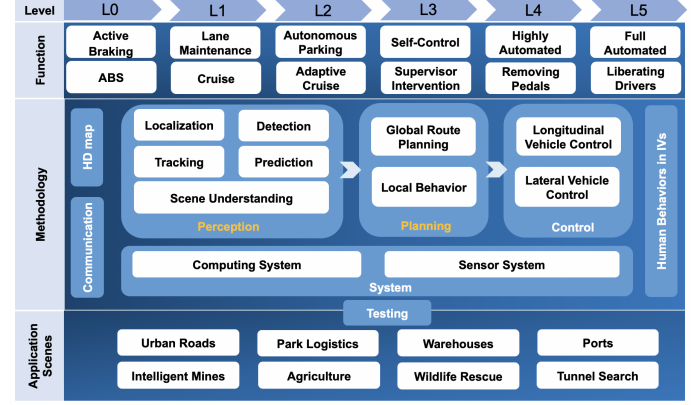 Level L0 L1 L2 L3 L4 L5
Function
Active Braking
Lane Maintenance
Autonomous Parking
Self-Control
Highly Automated
Full Automated
ABS
Cruise
Adaptive Cruise
Supervisor Intervention
Removing Pedals
Liberating Drivers
Methodology
HD map
Communication
Localization
Detection
Tracking
Prediction
Scene Understanding
Perception
Global Route Planning
Local Behavior
Planning
Longitudinal Vehicle Control
Lateral Vehicle Control
Control
Human Behaviors in IVs
Computing System
Sensor System
System
Testing
Application Scenes
Urban Roads
Park Logistics
Warehouses
Ports
Intelligent Mines
Agriculture
Wildlife Rescue
Tunnel Search